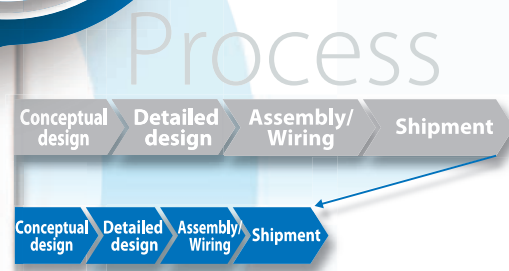 Process
Conceptual
design
Detailed
design
Assembly/
Wiring
Shipment
Conceptual
design
Detailed
design
Assembly/
Wiring
Shipment